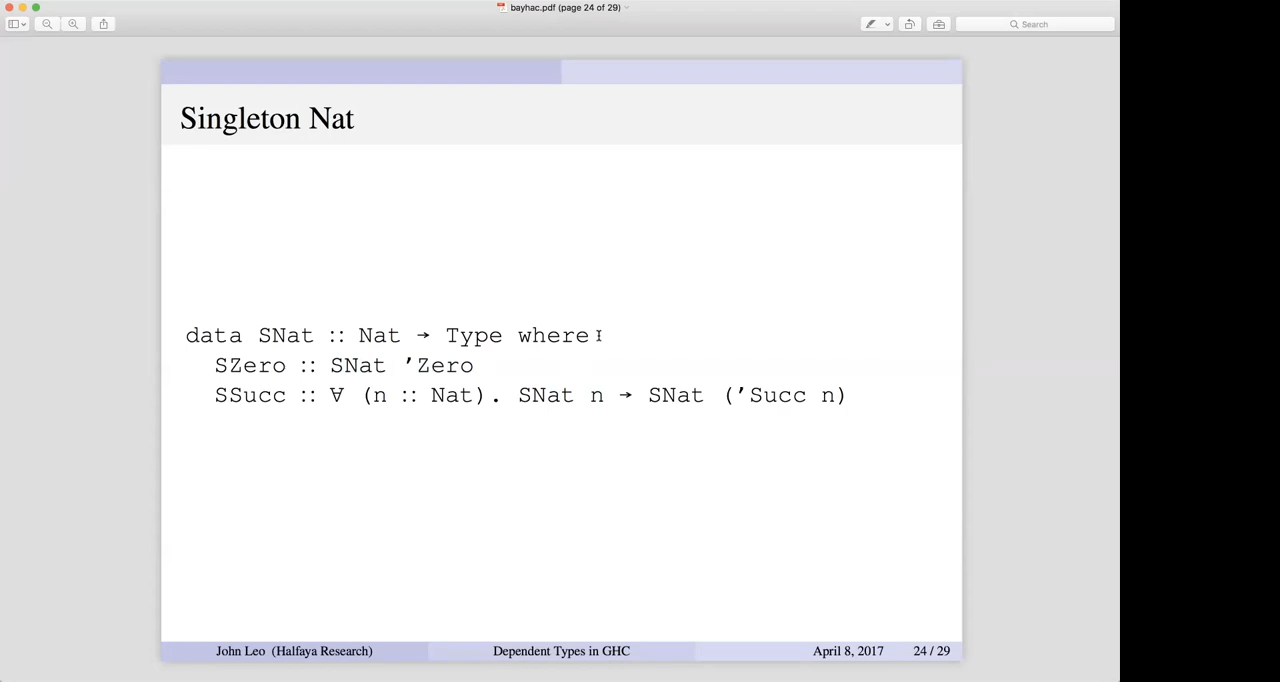 bayhac.pdf (page 24 of 29)
Search
Singleton Nat
data SNat :: Nat → Type where
SZero :: SNat ’Zero
SSucc :: ∀ (n :: Nat). SNat n → SNat (’Succ n)
John Leo (Halfaya Research) Dependent Types in GHC April 8, 2017 24 / 29